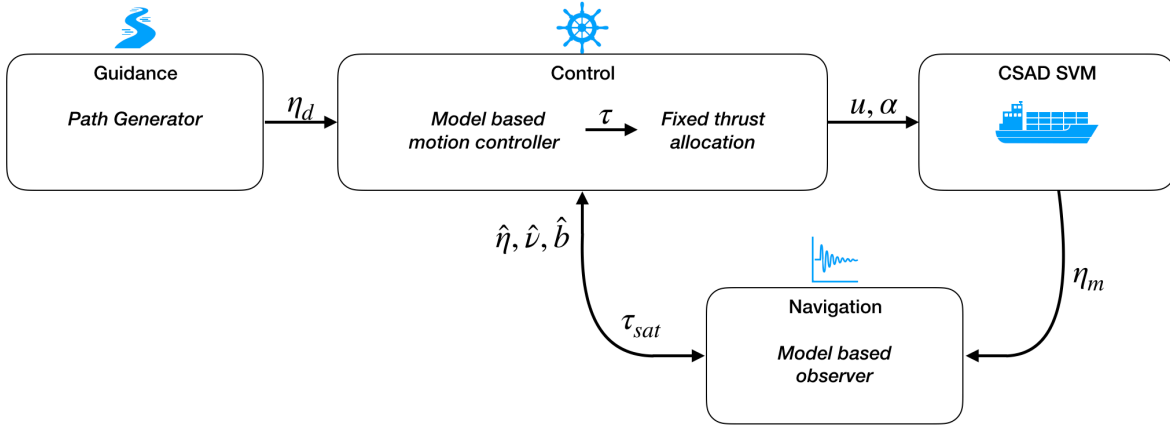 Guidance
Path Generator
η_d
Control
Model based
motion controller
τ
Fixed thrust
allocation
u, α
CSAD SVM
η̂, ν̂, b̂
τ_sat
η_m
Navigation
Model based
observer